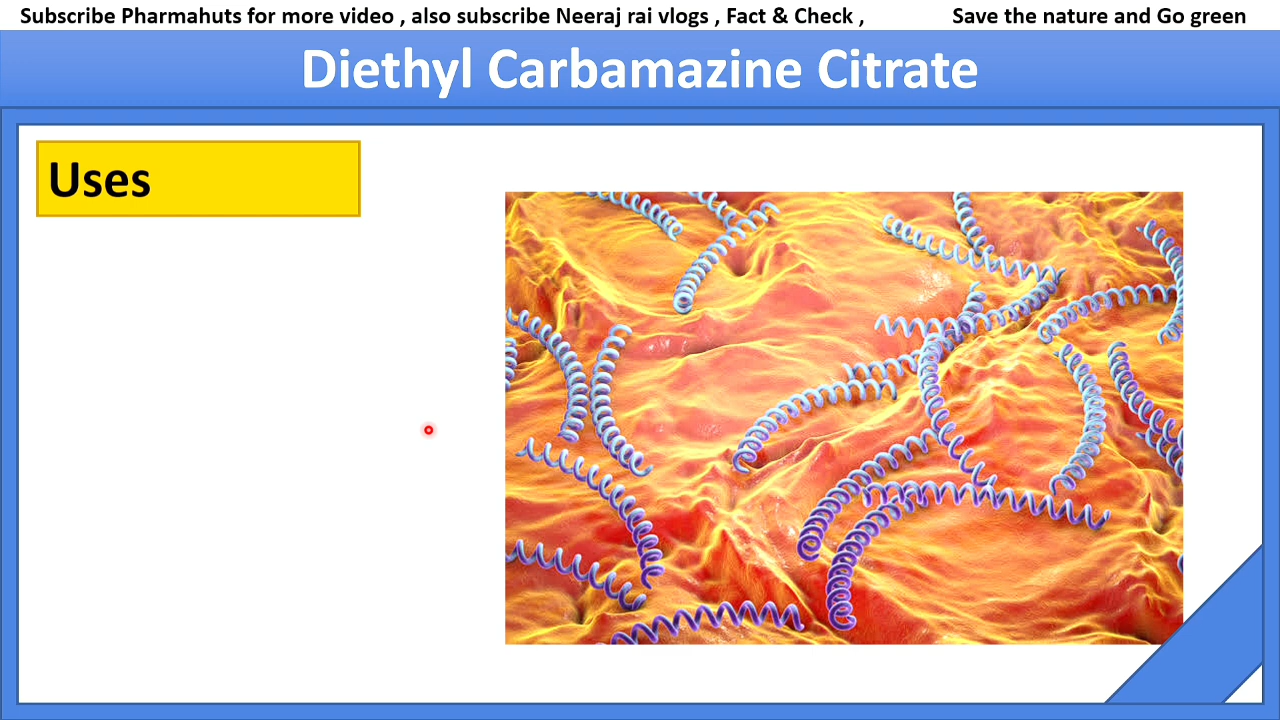 Subscribe Pharmahuts for more video , also subscribe Neeraj rai vlogs , Fact & Check , Save the nature and Go green
Diethyl Carbamazine Citrate
Uses